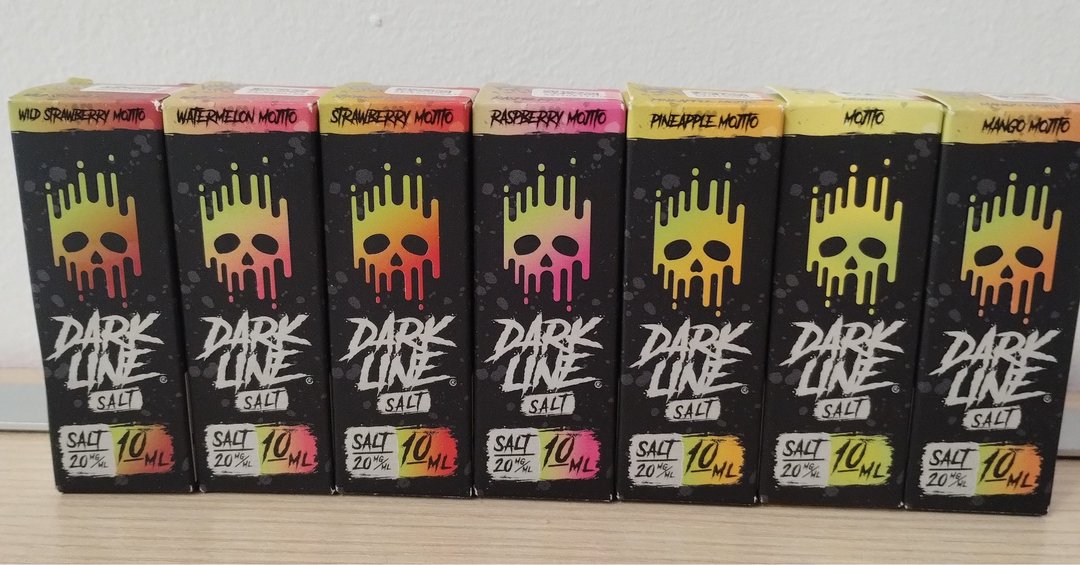 WILD STRAWBERRY MOJITO
DARK
LINE®
SALT
SALT
20 MG/ML
10 ML
WATERMELON MOJITO
DARK
LINE®
SALT
SALT
20 MG/ML
10 ML
STRAWBERRY MOJITO
DARK
LINE®
SALT
SALT
20 MG/ML
10 ML
RASPBERRY MOJITO
DARK
LINE®
SALT
SALT
20 MG/ML
10 ML
PINEAPPLE MOJITO
DARK
LINE®
SALT
SALT
20 MG/ML
10 ML
MOJITO
DARK
LINE®
SALT
SALT
20 MG/ML
10 ML
MANGO MOJITO
DARK
LINE®
SALT
SALT
20 MG/ML
10 ML